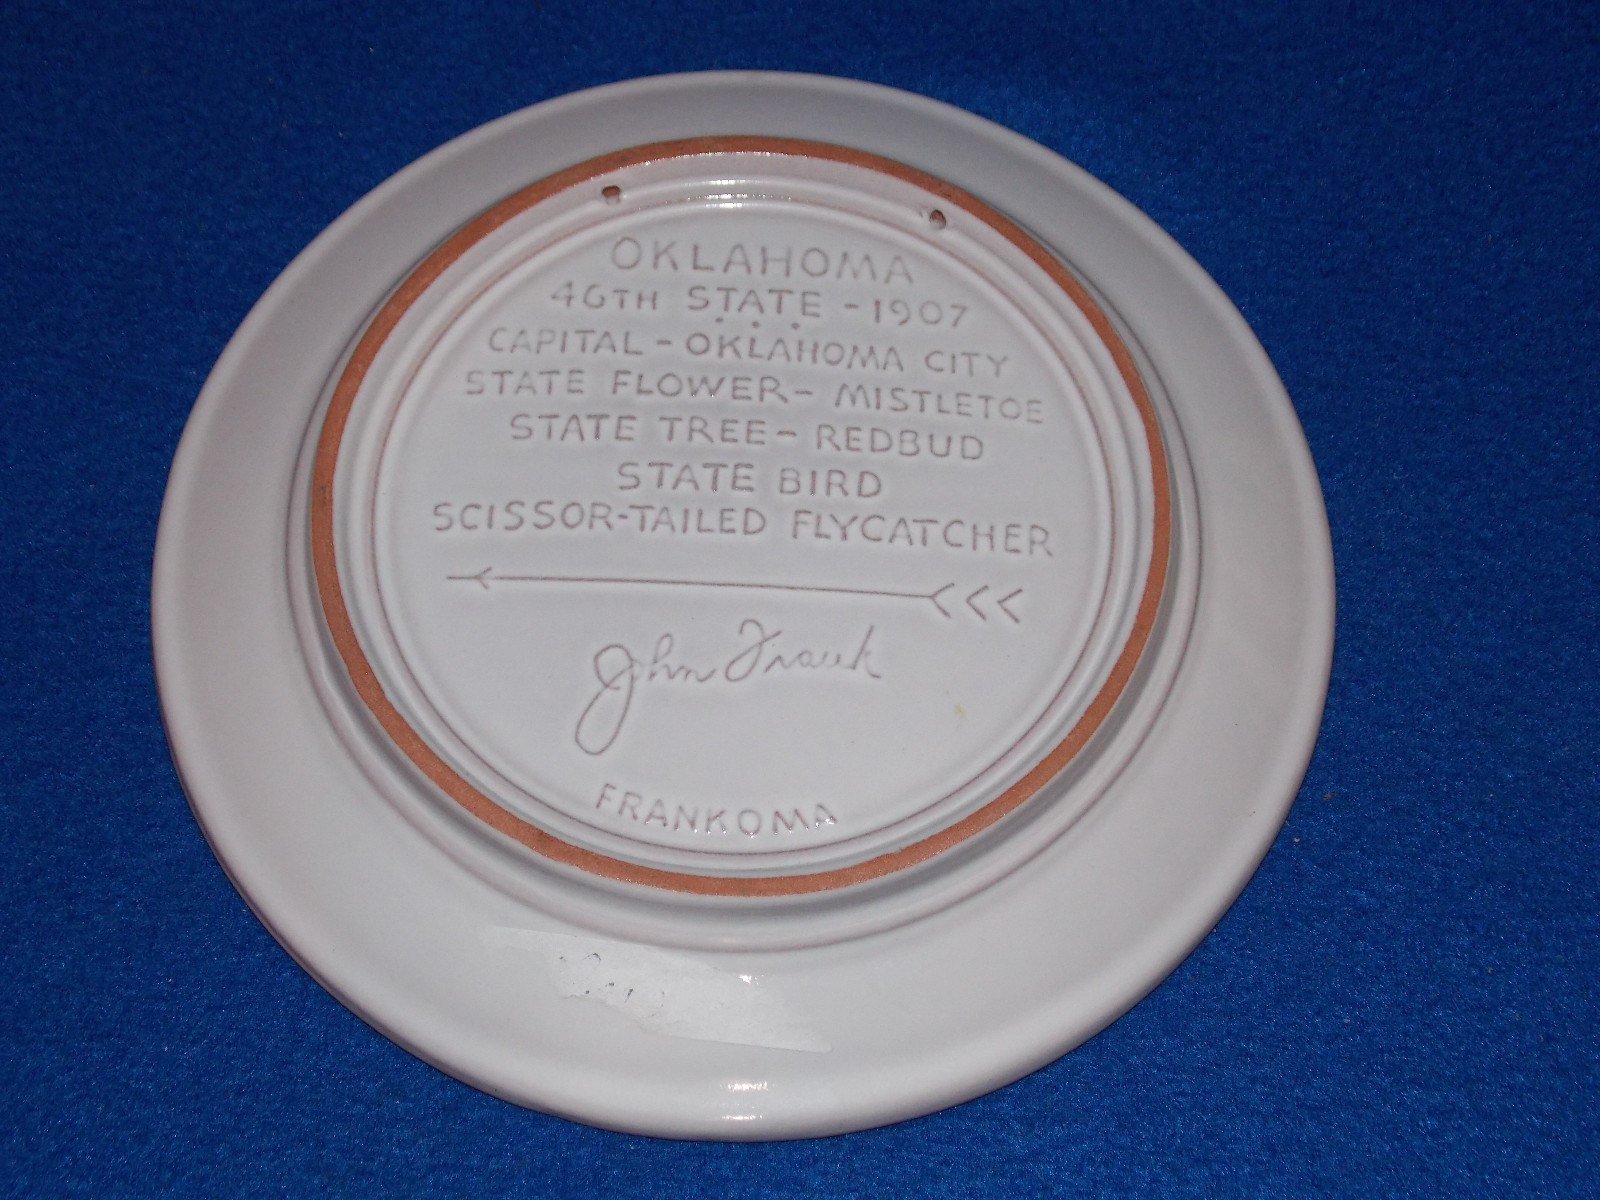 OKLAHOMA
46TH STATE - 1907
CAPITAL - OKLAHOMA CITY
STATE FLOWER - MISTLETOE
STATE TREE - REDBUD
STATE BIRD
SCISSOR-TAILED FLYCATCHER
John Frank
FRANKOMA